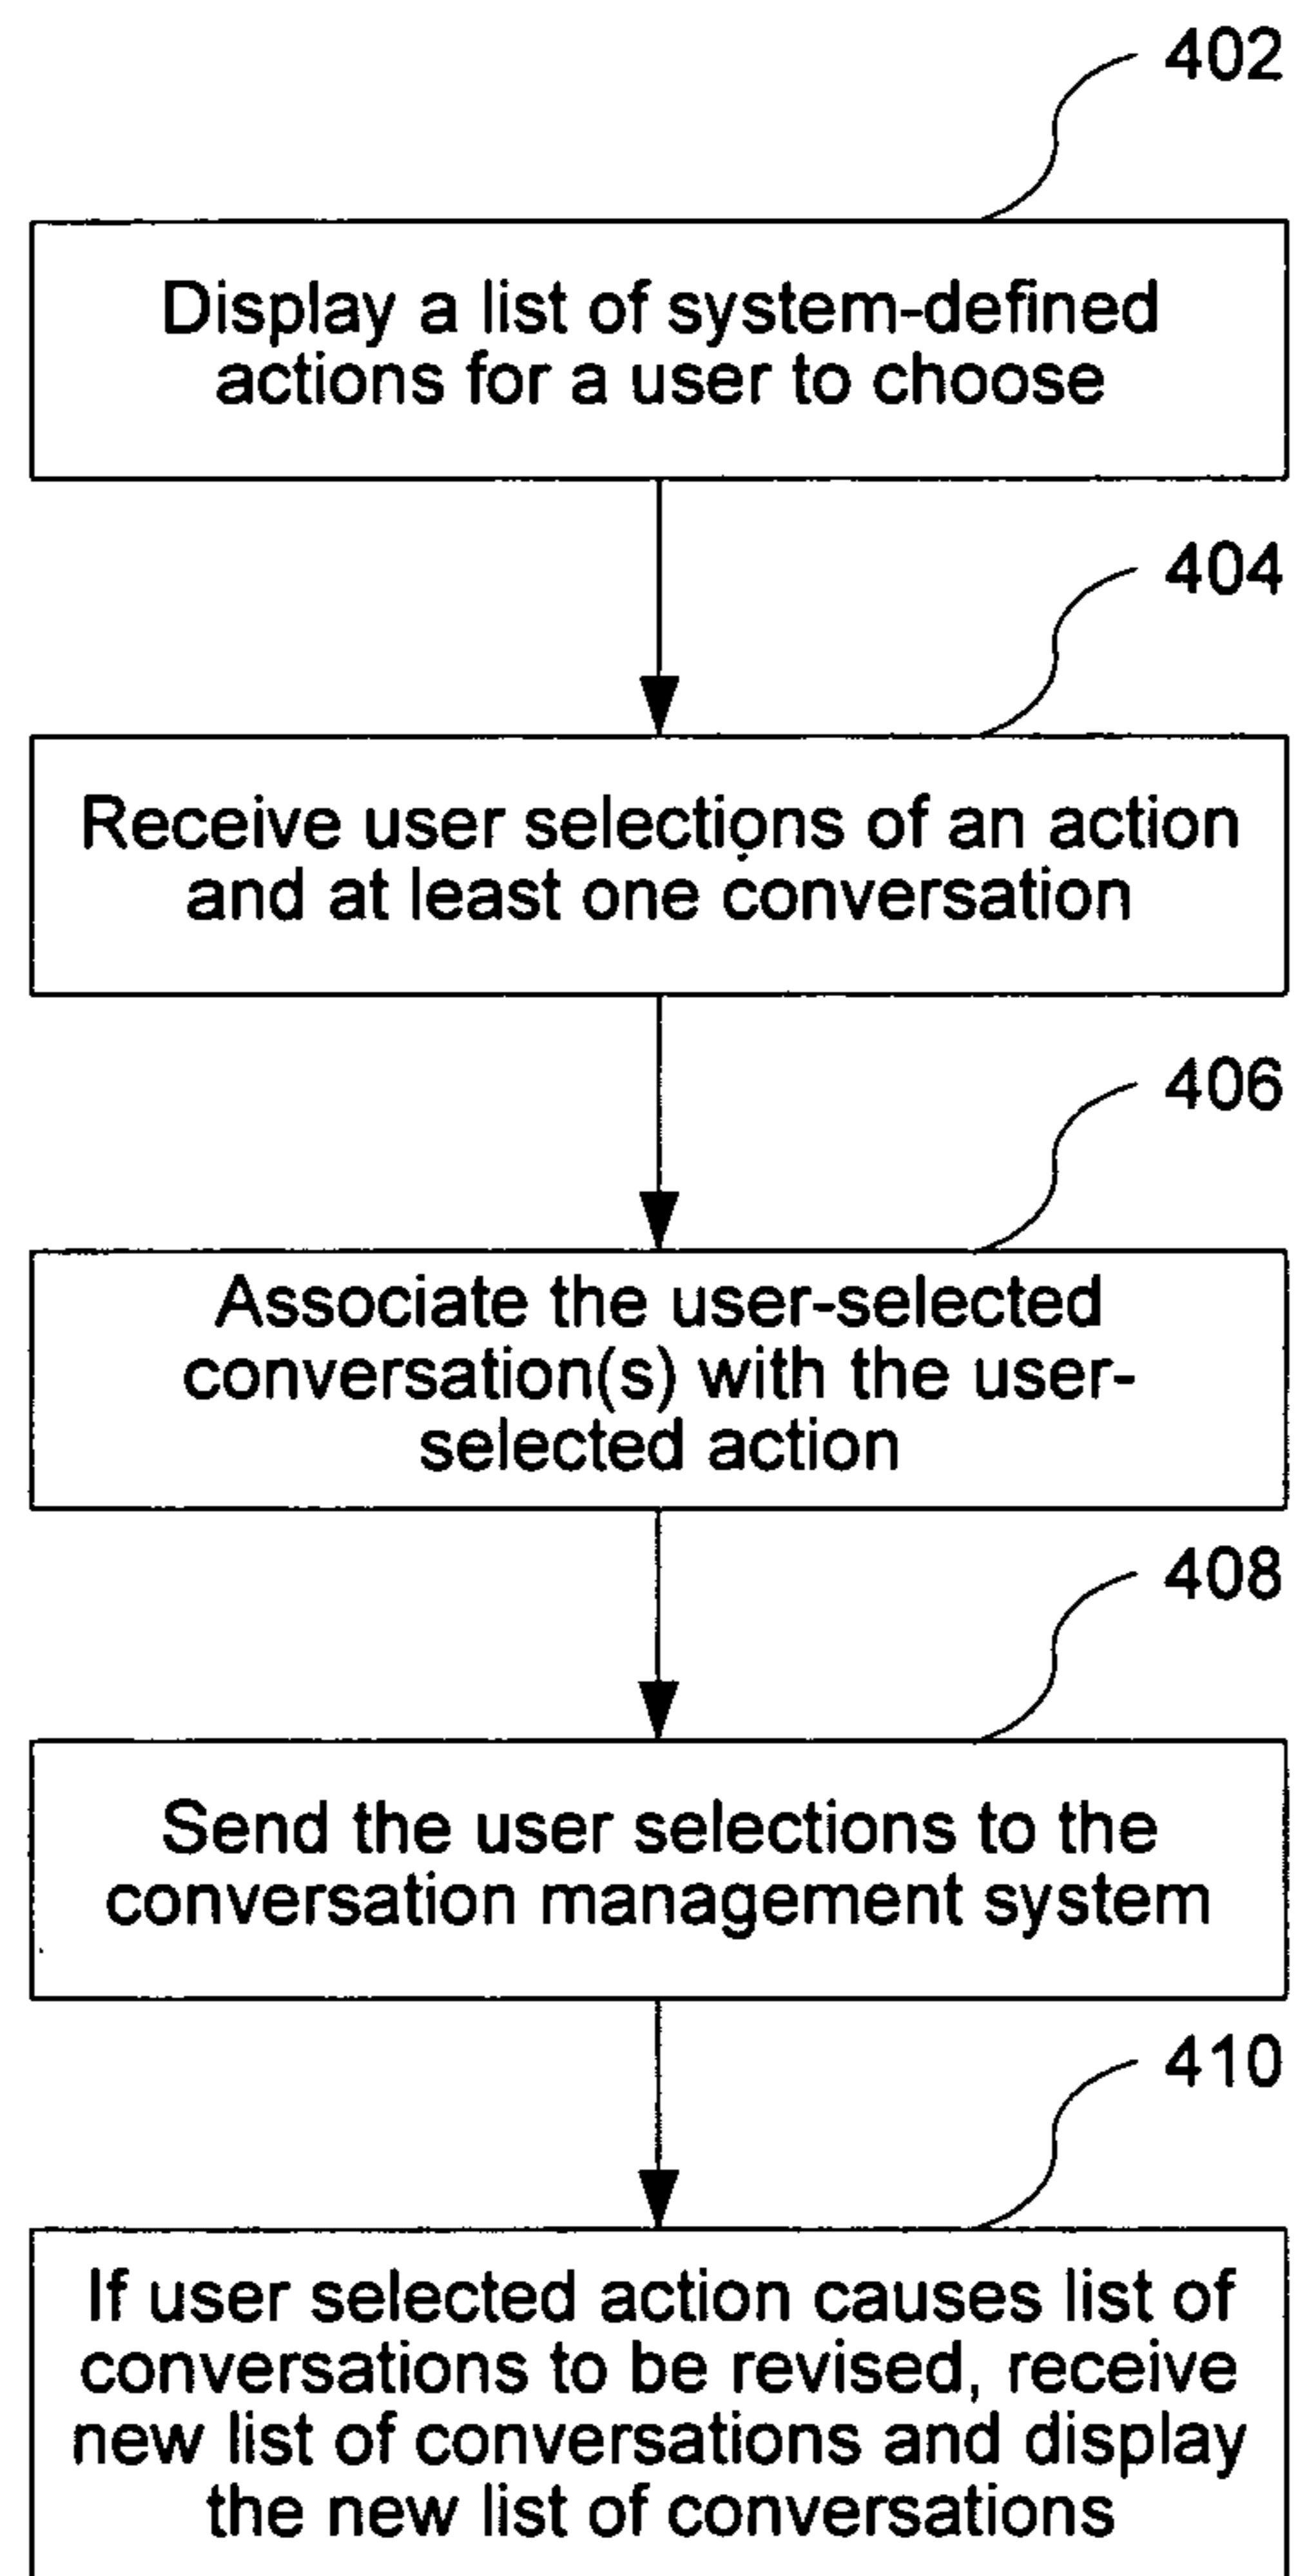 402
Display a list of system-defined
actions for a user to choose
404
Receive user selections of an action
and at least one conversation
406
Associate the user-selected
conversation(s) with the user-
selected action
408
Send the user selections to the
conversation management system
410
If user selected action causes list of
conversations to be revised, receive
new list of conversations and display
the new list of conversations